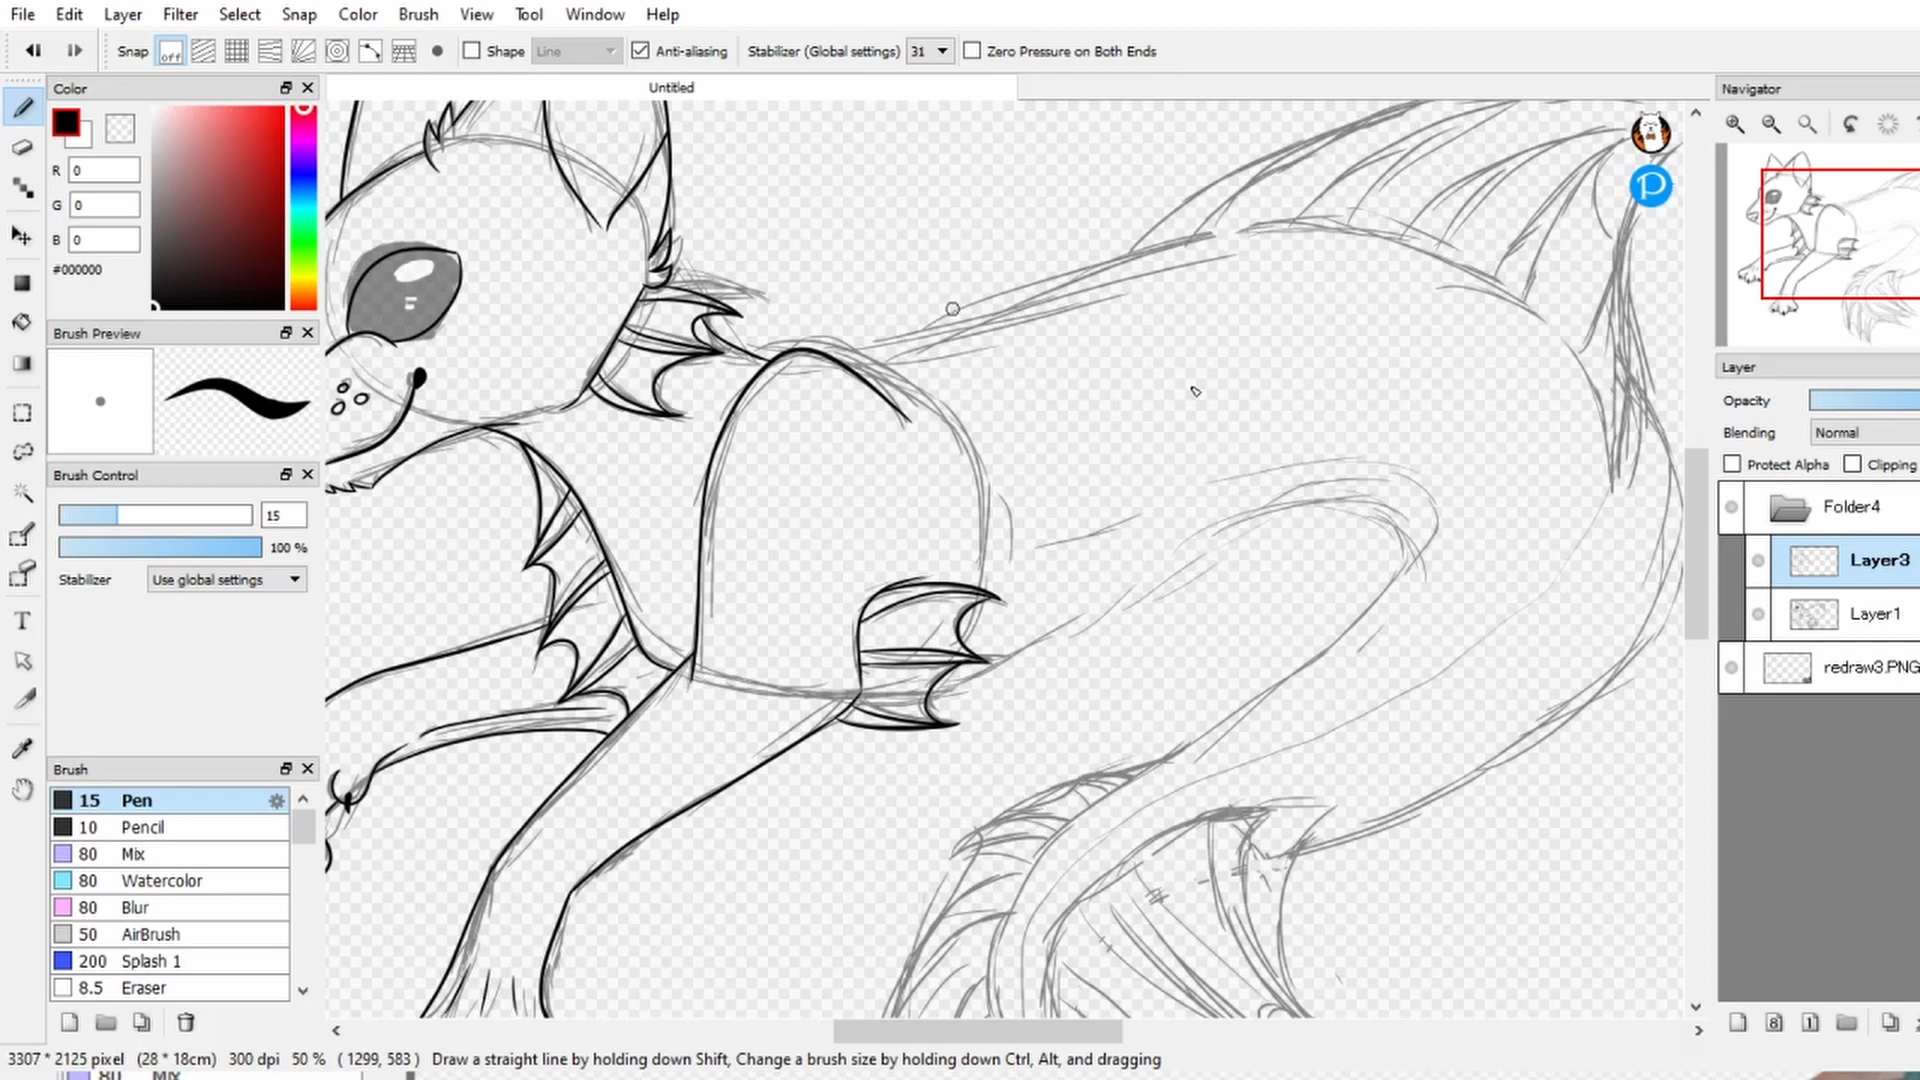 File Edit Layer Filter Select Snap Color Brush View Tool Window Help
Snap off Shape Line Anti-aliasing Stabilizer (Global settings) 31 Zero Pressure on Both Ends
Color
Untitled
Navigator
R 0
G 0
B 0
#000000
Brush Preview
Layer
Opacity
Blending Normal
Protect Alpha Clipping
Brush Control
15
100 %
Stabilizer Use global settings
Folder4
Layer3
Layer1
redraw3.PNG
Brush
15 Pen
10 Pencil
80 Mix
80 Watercolor
80 Blur
50 AirBrush
200 Splash 1
8.5 Eraser
T
P
8 1
3307 * 2125 pixel (28 * 18cm) 300 dpi 50 % ( 1299, 583 ) Draw a straight line by holding down Shift, Change a brush size by holding down Ctrl, Alt, and dragging
80 Mix